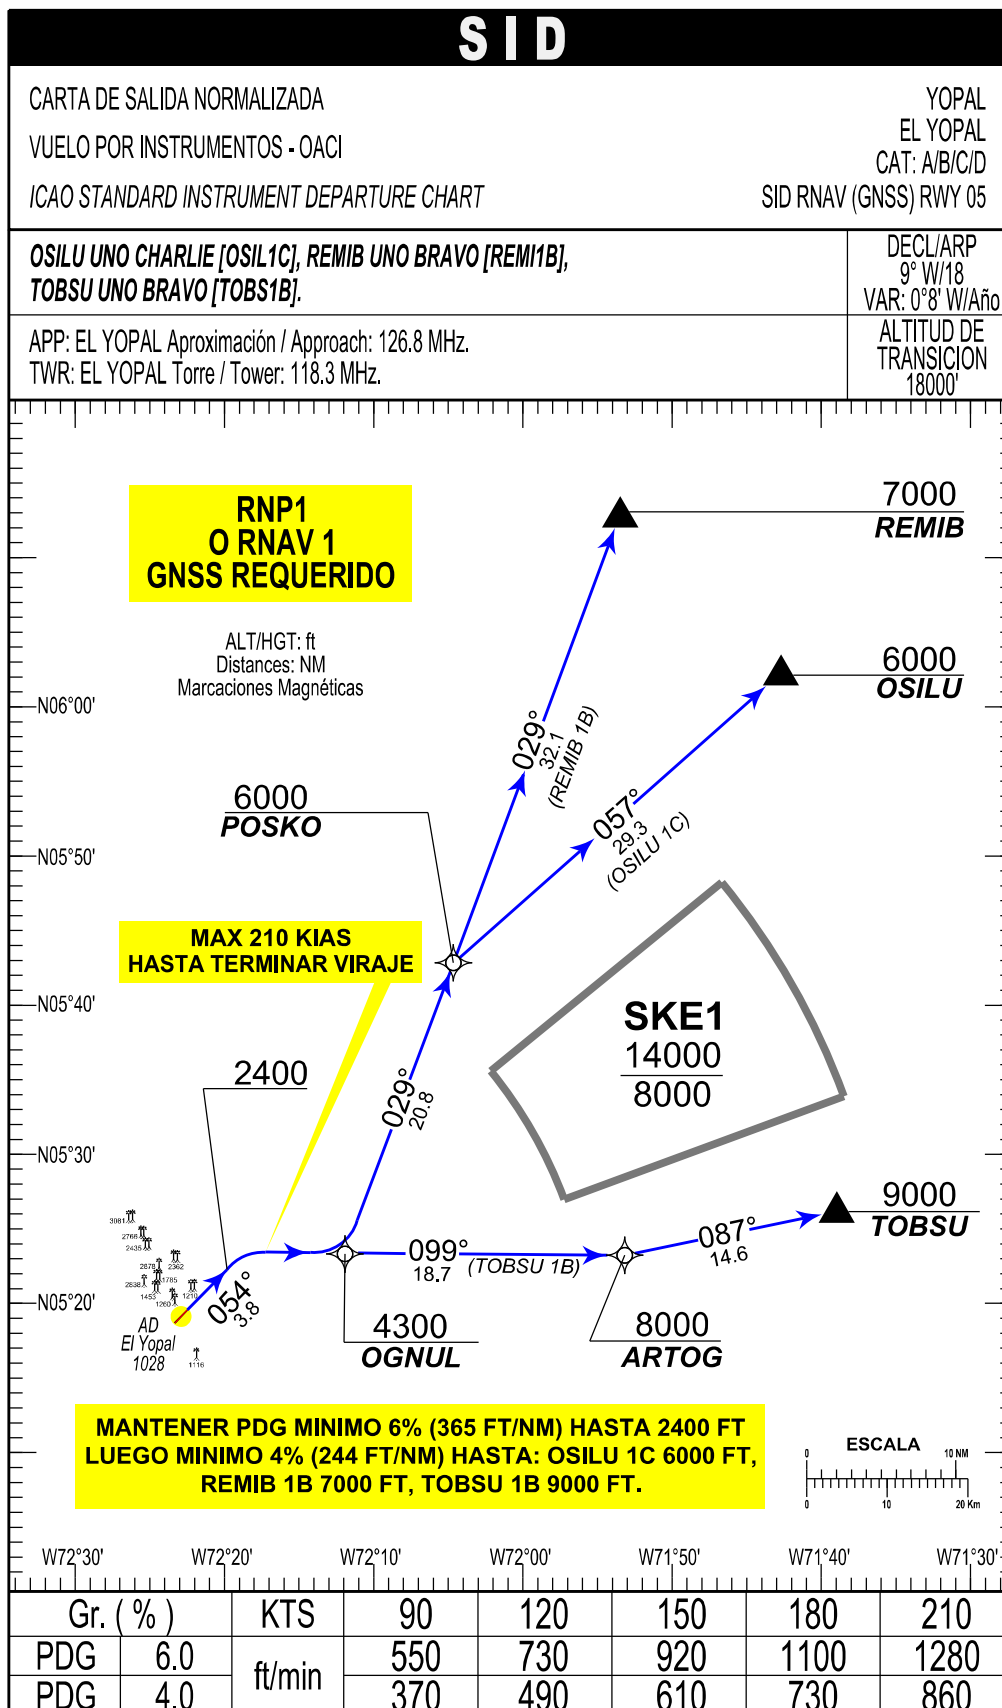 SID
CARTA DE SALIDA NORMALIZADA
VUELO POR INSTRUMENTOS - OACI
ICAO STANDARD INSTRUMENT DEPARTURE CHART
YOPAL
EL YOPAL
CAT: A/B/C/D
SID RNAV (GNSS) RWY 05
OSILU UNO CHARLIE [OSIL1C], REMIB UNO BRAVO [REMI1B],
TOBSU UNO BRAVO [TOBS1B].
DECL/ARP
9° W/18
VAR: 0°8' W/Año
APP: EL YOPAL Aproximación / Approach: 126.8 MHz.
TWR: EL YOPAL Torre / Tower: 118.3 MHz.
ALTITUD DE
TRANSICION
18000'
RNP1
O RNAV 1
GNSS REQUERIDO
7000
REMIB
ALT/HGT: ft
Distances: NM
Marcaciones Magnéticas
6000
OSILU
N06°00'
029°
32.1
(REMIB 1B)
6000
POSKO
057°
29.3
(OSILU 1C)
N05°50'
MAX 210 KIAS
HASTA TERMINAR VIRAJE
N05°40'
SKE1
14000
8000
2400
029°
20.8
N05°30'
9000
TOBSU
3081
2766
2435
2878
2362
2838
1785
1453
1210
1260
087°
14.6
099°
18.7
(TOBSU 1B)
N05°20'
054°
3.8
AD
El Yopal
1028
1116
4300
OGNUL
8000
ARTOG
MANTENER PDG MINIMO 6% (365 FT/NM) HASTA 2400 FT
LUEGO MINIMO 4% (244 FT/NM) HASTA: OSILU 1C 6000 FT,
REMIB 1B 7000 FT, TOBSU 1B 9000 FT.
ESCALA
0 10 NM
0 10 20 Km
W72°30' W72°20' W72°10' W72°00' W71°50' W71°40' W71°30'
Gr. ( % ) KTS 90 120 150 180 210
PDG 6.0 ft/min 550 730 920 1100 1280
PDG 4.0 370 490 610 730 860